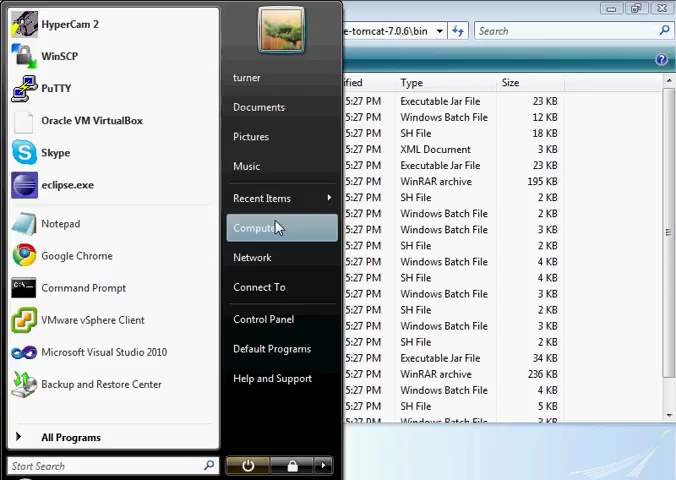 HyperCam 2
WinSCP
PuTTY
Oracle VM VirtualBox
Skype
eclipse.exe
Notepad
Google Chrome
Command Prompt
VMware vSphere Client
Microsoft Visual Studio 2010
Backup and Restore Center
All Programs
Start Search
turner
Documents
Pictures
Music
Recent Items
Compute
Network
Connect To
Control Panel
Default Programs
Help and Support
e-tomcat-7.0.6\bin Search
ified Type Size
5:27 PM Executable Jar File 23 KB
5:27 PM Windows Batch File 12 KB
5:27 PM SH File 18 KB
5:27 PM XML Document 3 KB
5:27 PM Executable Jar File 23 KB
5:27 PM WinRAR archive 195 KB
5:27 PM SH File 2 KB
5:27 PM Windows Batch File 2 KB
5:27 PM Windows Batch File 3 KB
5:27 PM SH File 2 KB
5:27 PM Windows Batch File 4 KB
5:27 PM SH File 4 KB
5:27 PM Windows Batch File 3 KB
5:27 PM SH File 2 KB
5:27 PM Windows Batch File 2 KB
5:27 PM SH File 2 KB
5:27 PM Executable Jar File 34 KB
5:27 PM WinRAR archive 236 KB
5:27 PM Windows Batch File 4 KB
5:27 PM SH File 5 KB
5:27 PM Windows Batch File 3 KB